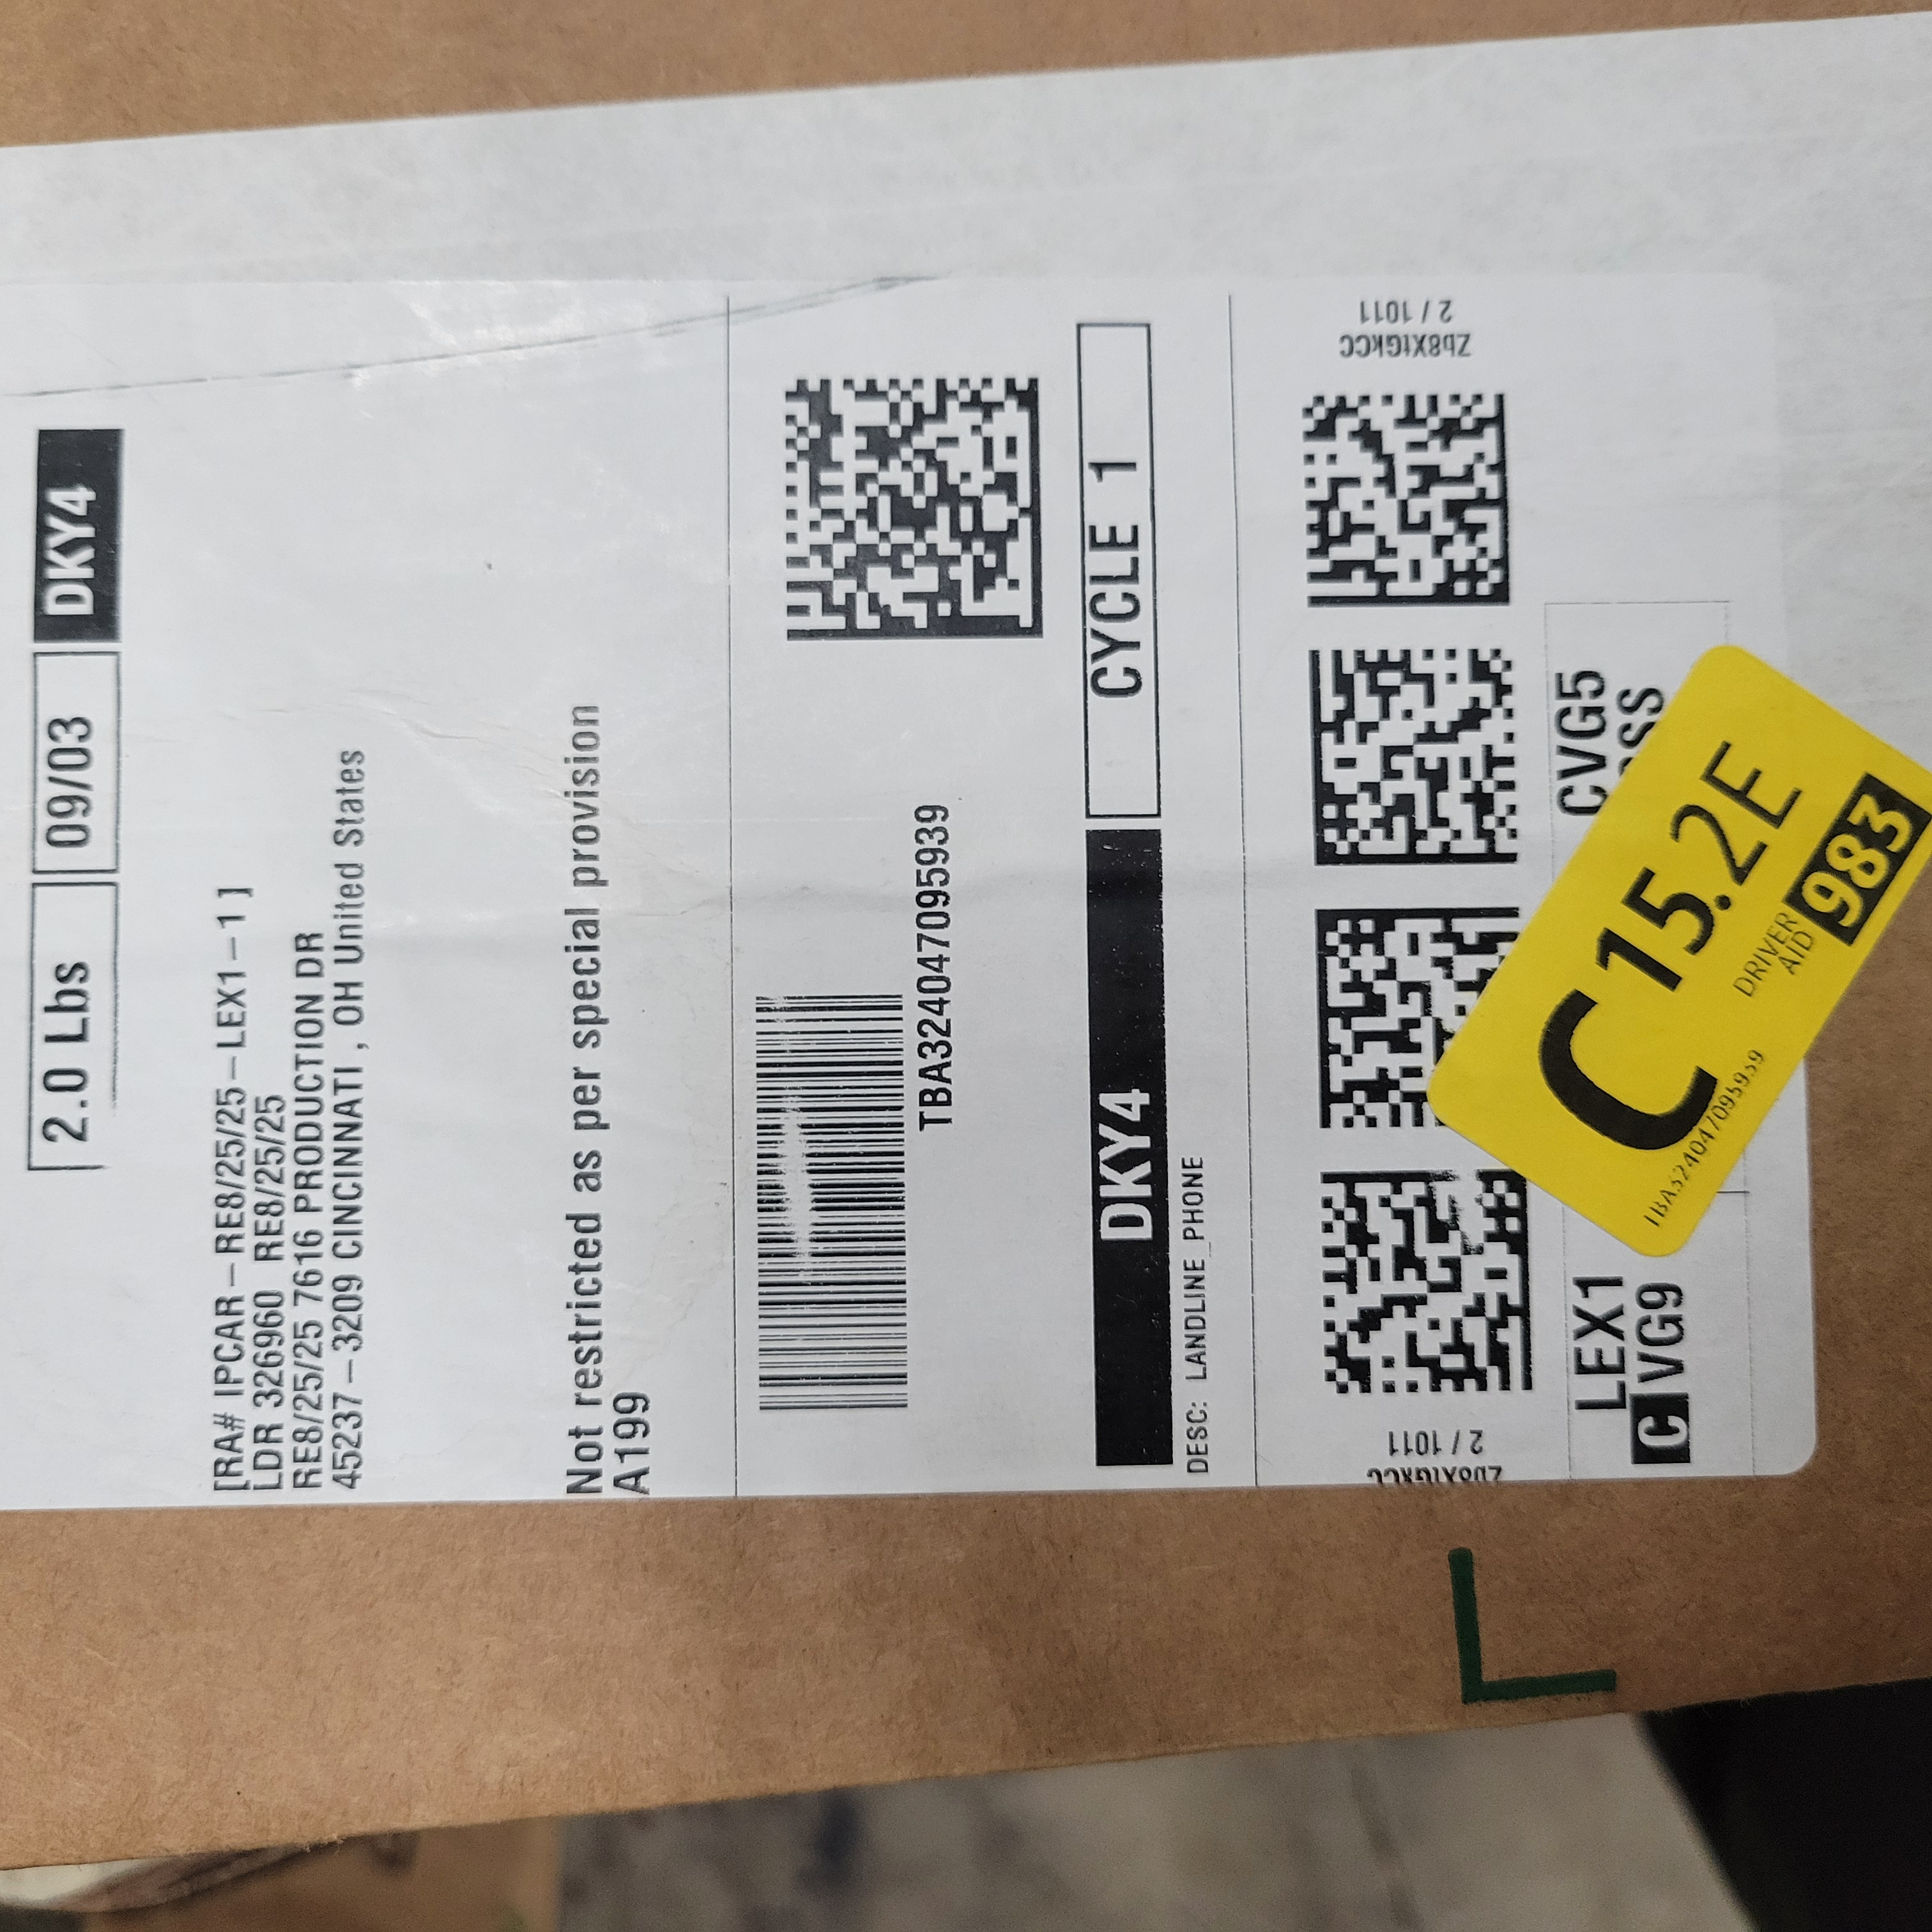 2.0 Lbs 09/03 DKY4
[RA# IPCAR–RE8/25/25–LEX1–1]
LDR 326960 RE8/25/25
RE8/25/25 7616 PRODUCTION DR
45237–3209 CINCINNATI , OH United States
Not restricted as per special provision
A199
TBA324047095939
DKY4 CYCLE 1
DESC: LANDLINE_PHONE
2 / 1011
Zb8XtGkCC
2 / 1011
LEX1
CVG5
C VG9
C 15.2E
DRIVER
AID
983
TBA324047095939